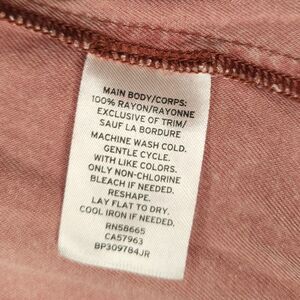 MAIN BODY/CORPS:
100% RAYON/RAYONNE
EXCLUSIVE OF TRIM/
SAUF LA BORDURE
MACHINE WASH COLD.
GENTLE CYCLE.
WITH LIKE COLORS.
ONLY NON-CHLORINE
BLEACH IF NEEDED.
RESHAPE.
LAY FLAT TO DRY.
COOL IRON IF NEEDED.
RN58665
CA57963
BP309784JR